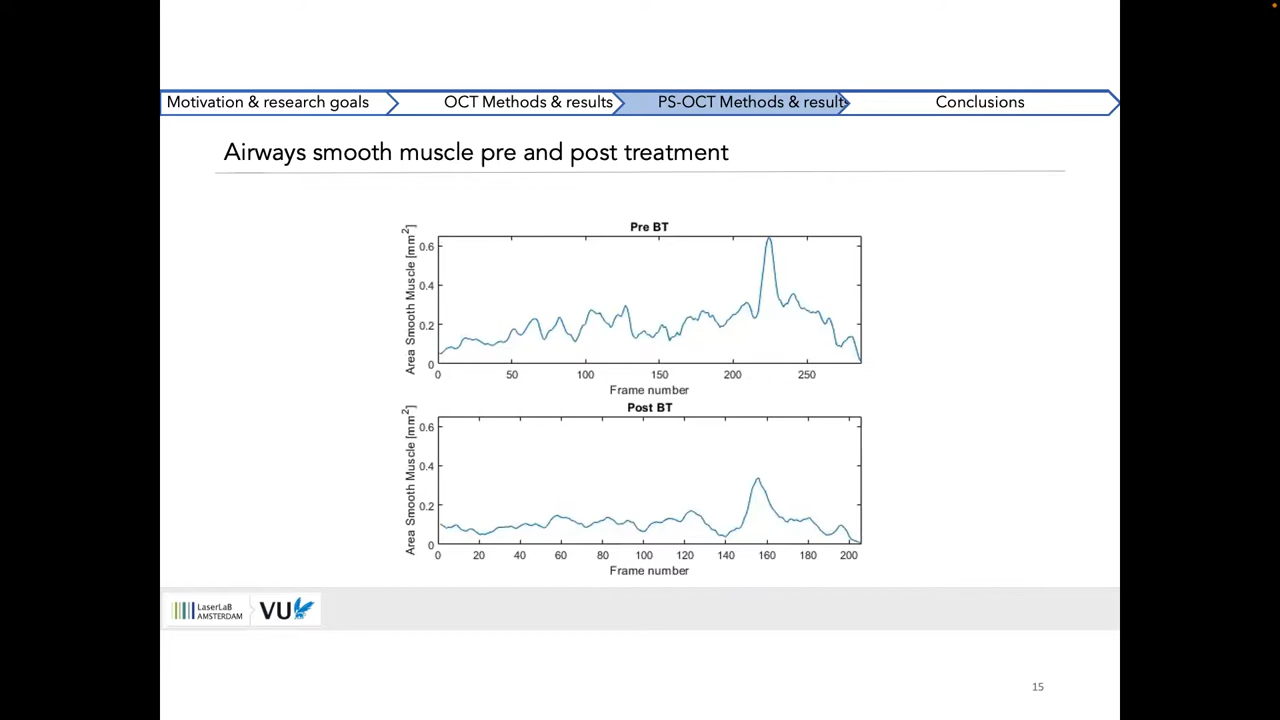 Motivation & research goals
OCT Methods & results
PS-OCT Methods & results
Conclusions
Airways smooth muscle pre and post treatment
Pre BT
Area Smooth Muscle [mm²]
0.6
0.4
0.2
0
0 50 100 150 200 250
Frame number
Post BT
Area Smooth Muscle [mm²]
0.6
0.4
0.2
0
0 20 40 60 80 100 120 140 160 180 200
Frame number
LaserLaB
AMSTERDAM
VU
15